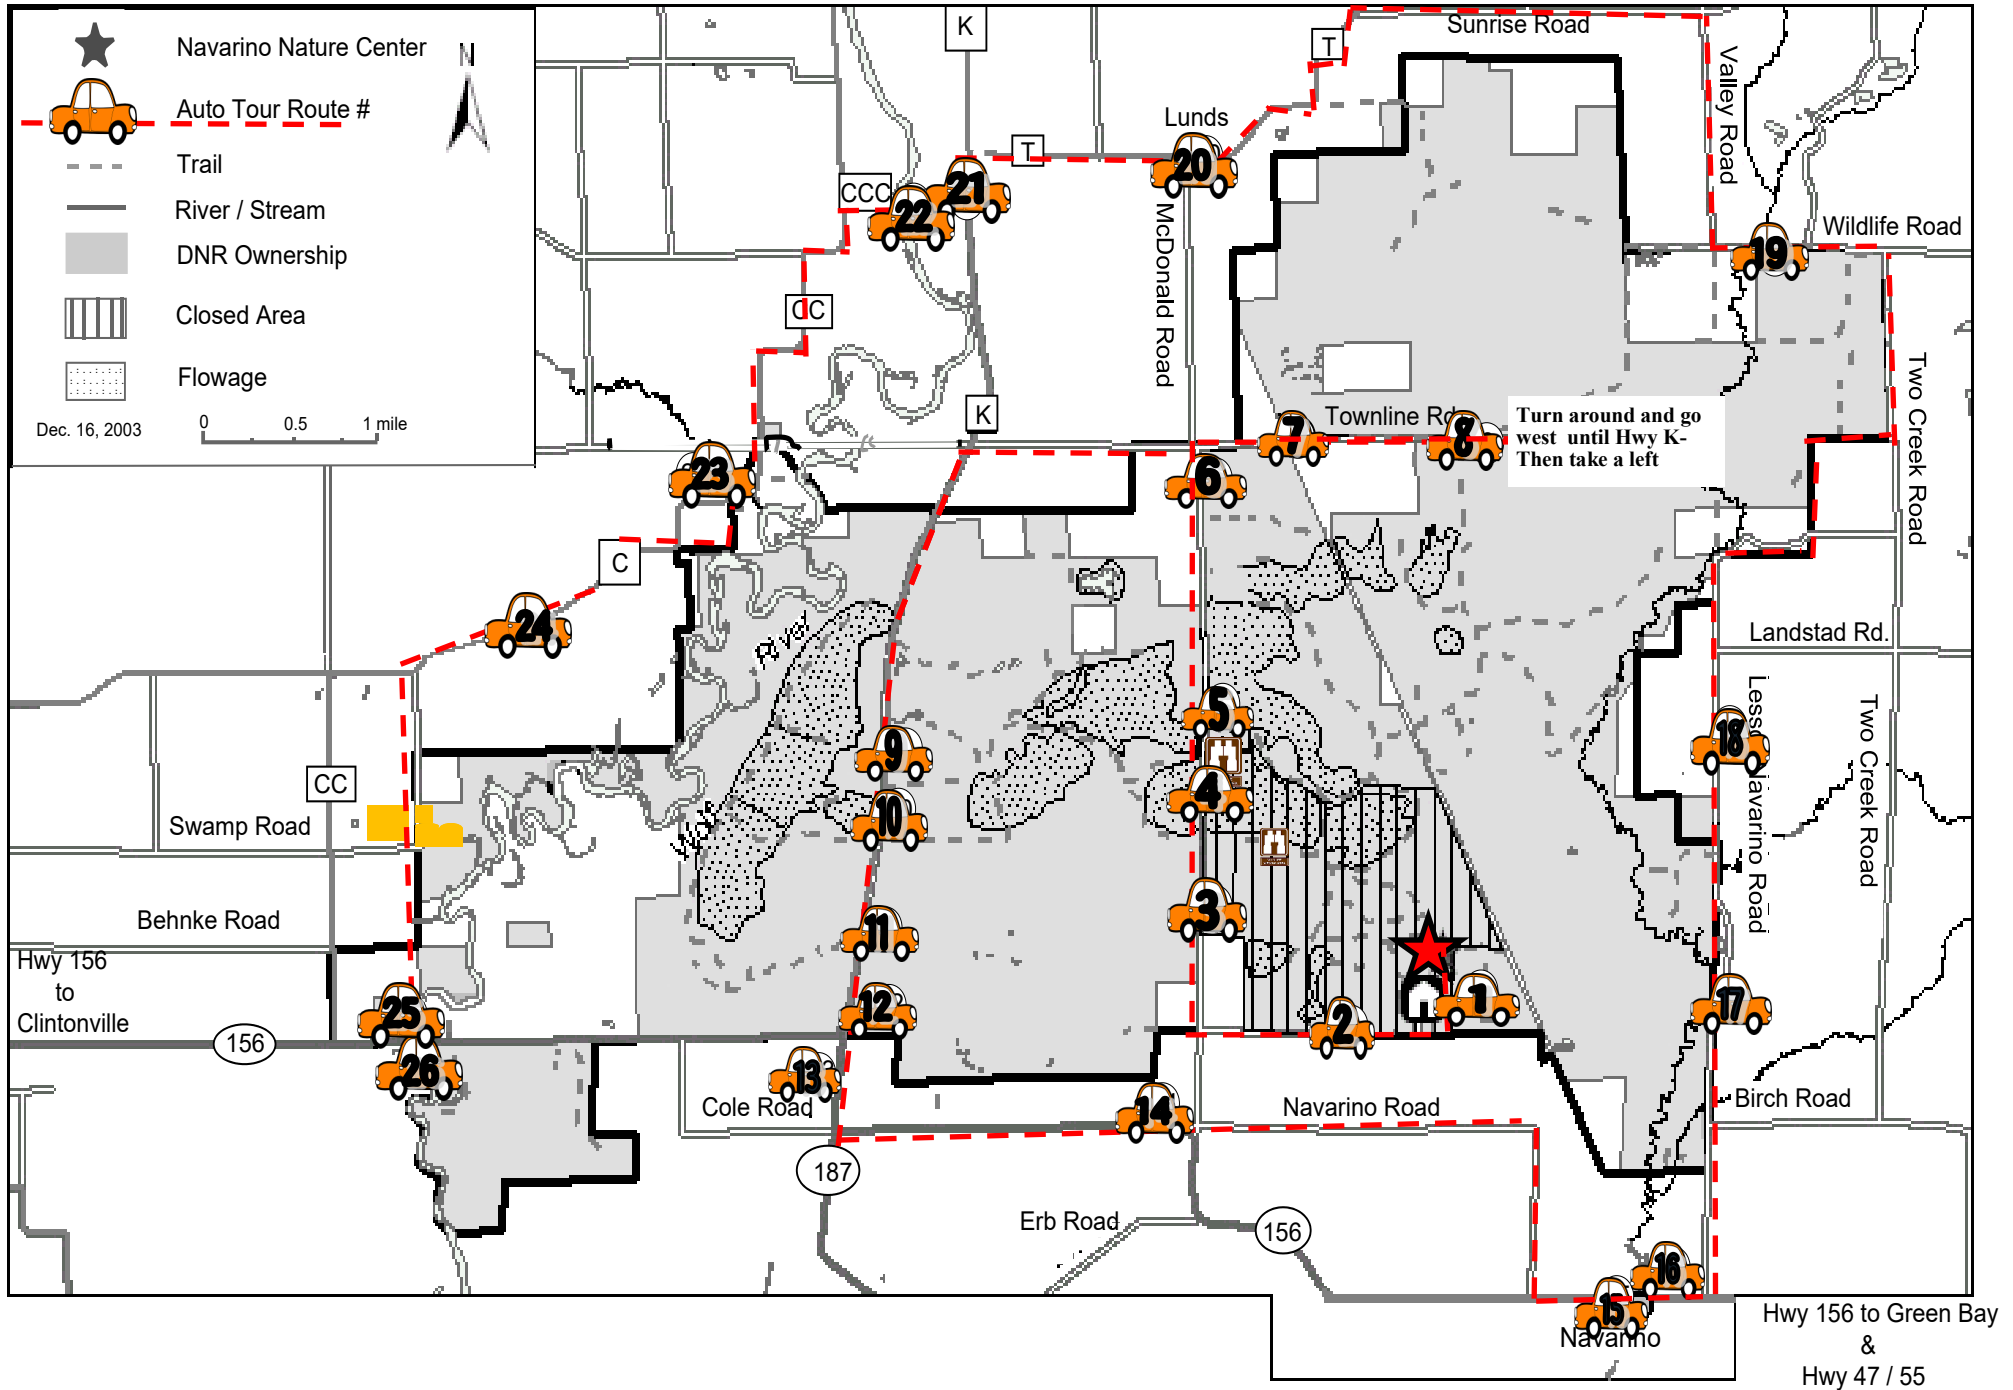 Navarino Nature Center
N
Auto Tour Route #
Trail
River / Stream
DNR Ownership
Closed Area
Flowage
Dec. 16, 2003
0 0.5 1 mile
K
T
Sunrise Road
Valley Road
Lunds
20
T
21
CCC
22
McDonald Road
Wildlife Road
19
CC
Two Creek Road
K
Townline Rd
7
8
Turn around and go
west until Hwy K-
Then take a left
23
6
C
24
River
Landstad Rd.
5
9
18
Navarino Road
Two Creek Road
CC
4
10
Swamp Road
3
11
Behnke Road
Hwy 156
to
Clintonville
1
2
12
17
25
156
26
13
Cole Road
14
Navarino Road
Birch Road
187
Erb Road
156
16
15
Navarino
Hwy 156 to Green Bay
&
Hwy 47 / 55